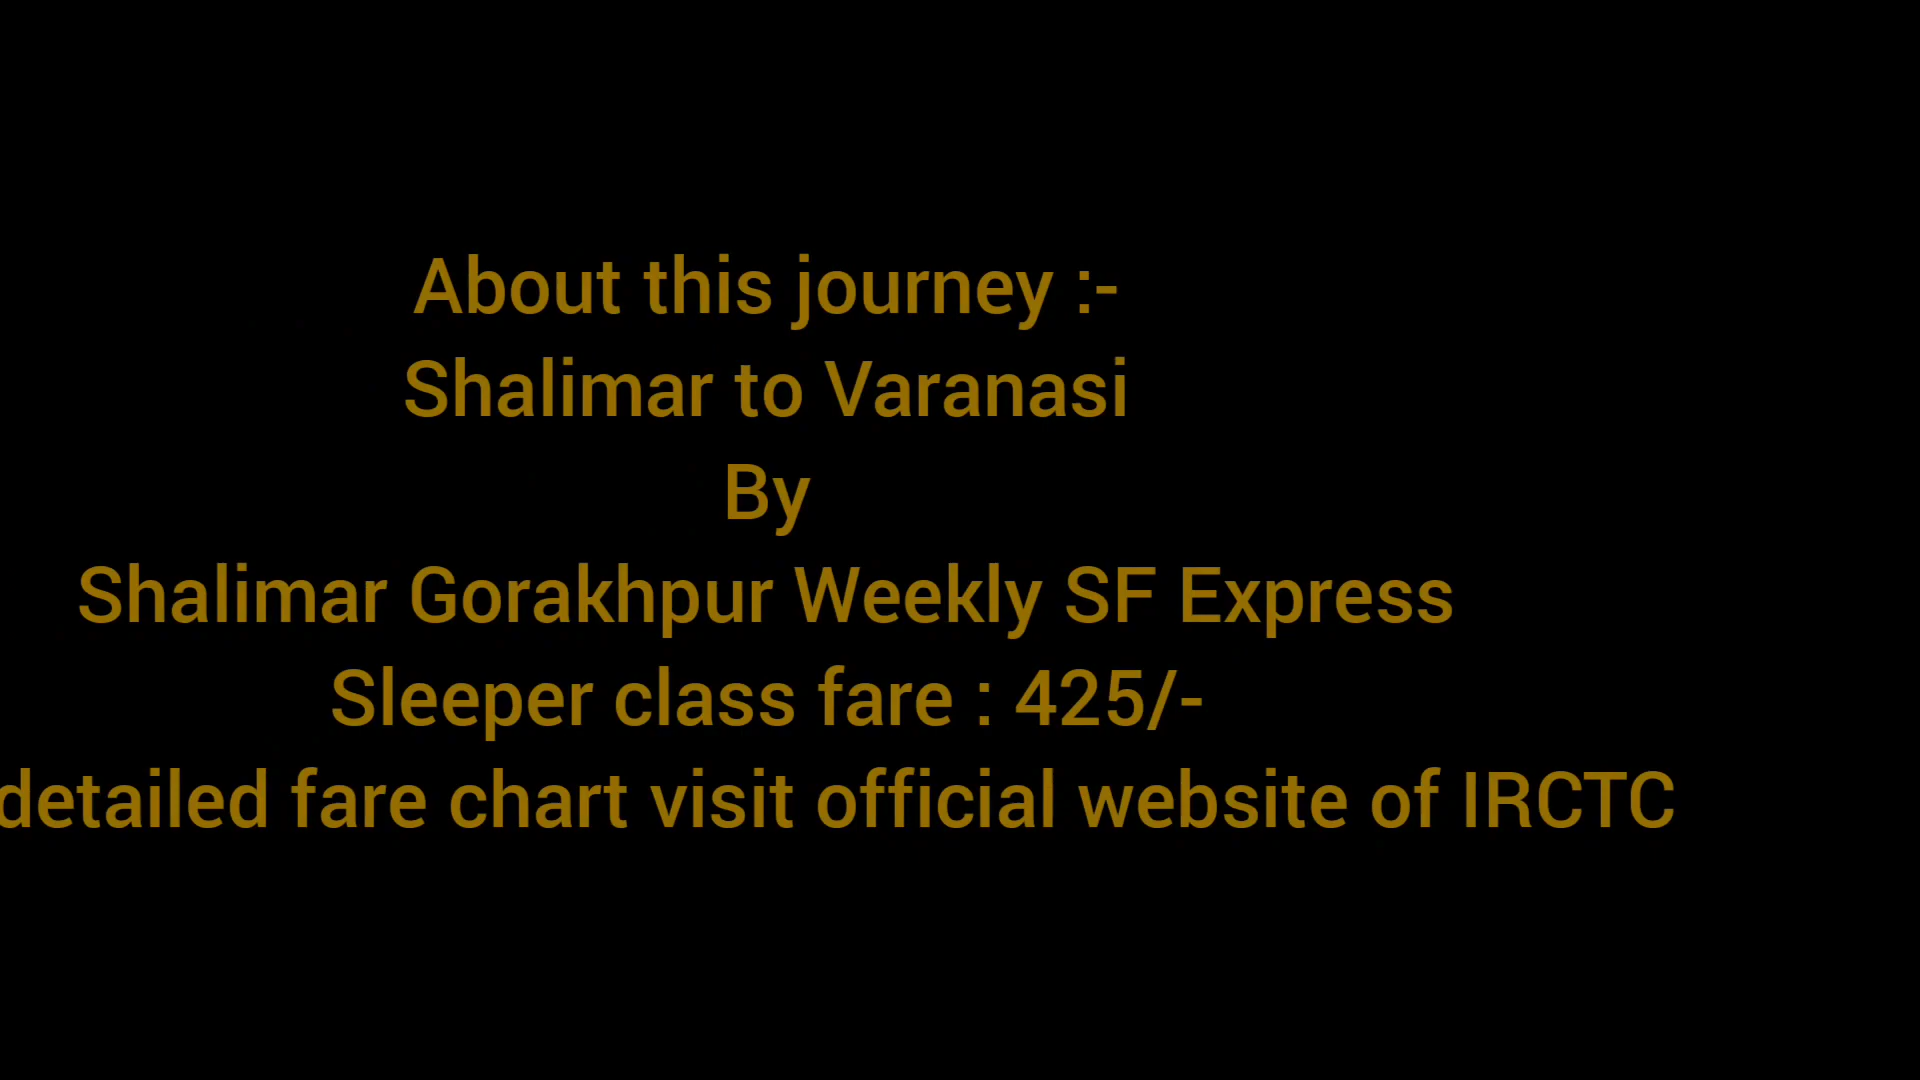 About this journey :-
Shalimar to Varanasi
By
Shalimar Gorakhpur Weekly SF Express
Sleeper class fare : 425/-
detailed fare chart visit official website of IRCTC